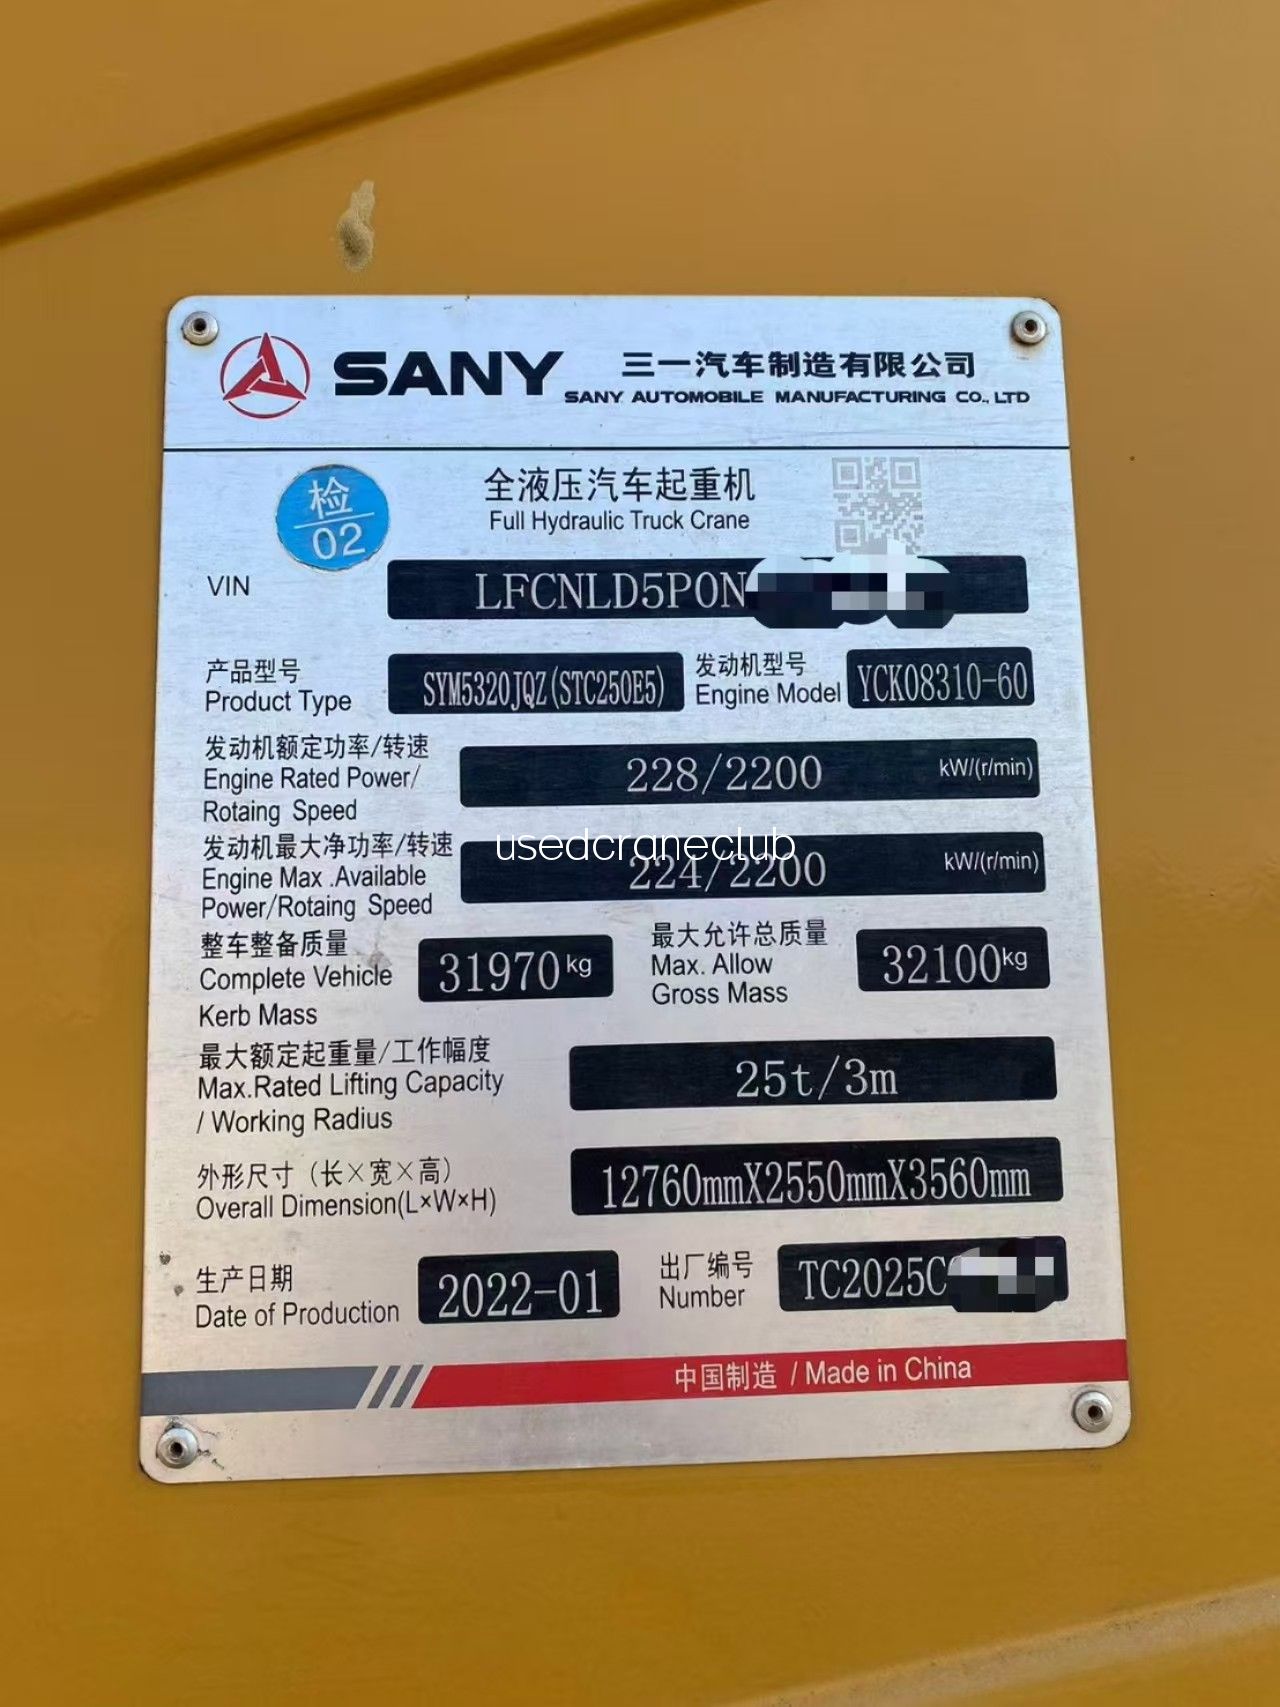 SANY
三一汽车制造有限公司
SANY AUTOMOBILE MANUFACTURING CO., LTD
检
02
全液压汽车起重机
Full Hydraulic Truck Crane
VIN LFCNLD5P0N
产品型号
Product Type SYM5320JQZ(STC250E5)
发动机型号
Engine Model YCK08310-60
发动机额定功率/转速
Engine Rated Power/
Rotaing Speed
228/2200 kW/(r/min)
usedcraneclub
发动机最大净功率/转速
Engine Max .Available
Power/Rotaing Speed
224/2200 kW/(r/min)
整车整备质量
Complete Vehicle
Kerb Mass
31970kg
最大允许总质量
Max. Allow
Gross Mass
32100kg
最大额定起重量/工作幅度
Max.Rated Lifting Capacity
/ Working Radius
25t/3m
外形尺寸（长×宽×高）
Overall Dimension(L×W×H)
12760mmX2550mmX3560mm
生产日期
Date of Production 2022-01
出厂编号
Number TC2025C
中国制造 / Made in China